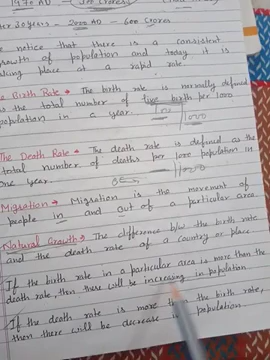 1970 AD - 300 Crores
After 30 years - 2000 AD - 600 Crores
notice that there is a consistent
growth of population and today it is
taking place at a rapid rate.
The Birth Rate → The birth rate is normally defined
as the total number of live birth per 1000
population in a year.
1000
The Death Rate → The death rate is defined as the
total number of deaths per 1000 population in
one year.
1000
Migration → Migration is the movement of
people in and out of a particular area.
Natural Growth → The difference b/w the birth rate
and the death rate of a country or place
If the birth rate in a particular area is more than the
death rate, then there will be increasing in population
If the death rate is more than the birth rate,
then there will be decrease in population.